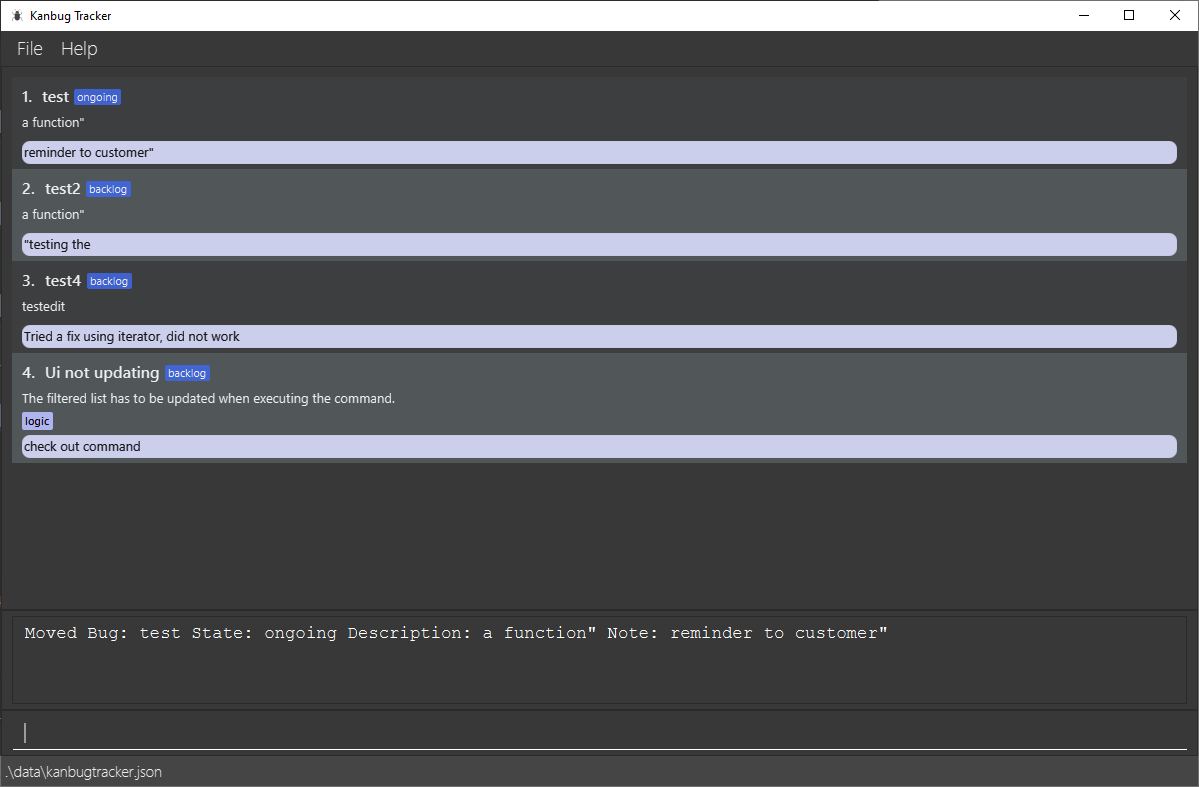 Kanbug Tracker
File Help
1. test ongoing
a function"
reminder to customer"
2. test2 backlog
a function"
"testing the
3. test4 backlog
testedit
Tried a fix using iterator, did not work
4. Ui not updating backlog
The filtered list has to be updated when executing the command.
logic
check out command
Moved Bug: test State: ongoing Description: a function" Note: reminder to customer"
.\data\kanbugtracker.json